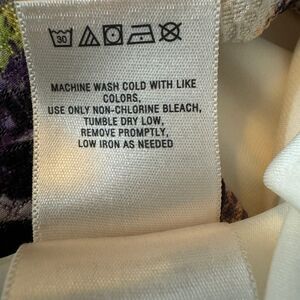 30
MACHINE WASH COLD WITH LIKE
COLORS,
USE ONLY NON-CHLORINE BLEACH,
TUMBLE DRY LOW,
REMOVE PROMPTLY,
LOW IRON AS NEEDED